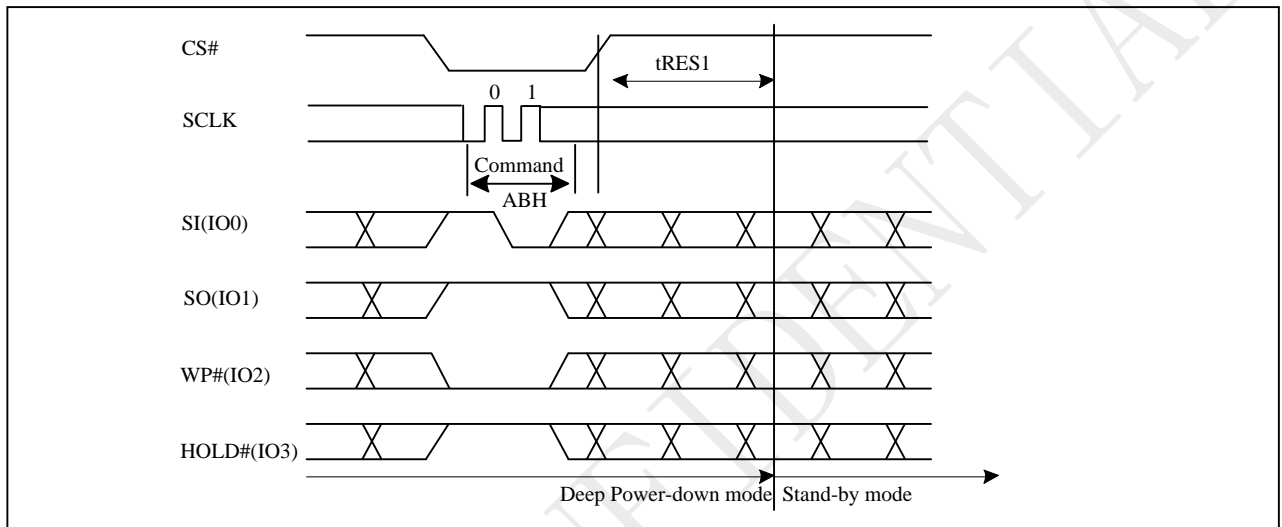 CS#
tRES1
0 1
SCLK
Command
ABH
SI(IO0)
SO(IO1)
WP#(IO2)
HOLD#(IO3)
Deep Power-down mode Stand-by mode